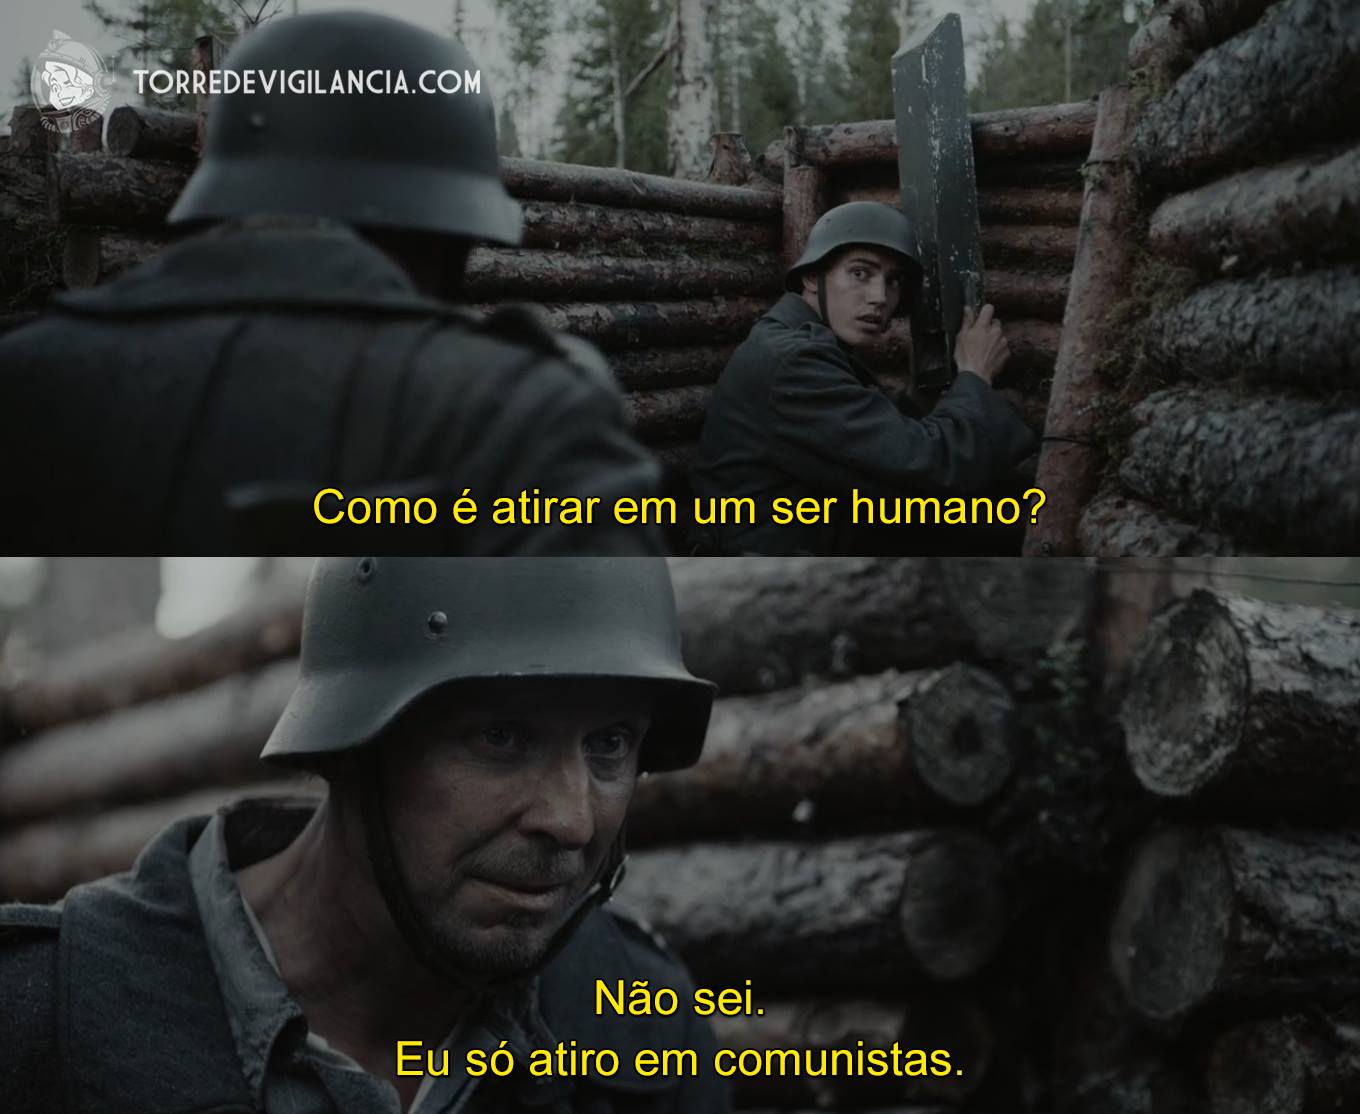 TORREDEVIGILANCIA.COM
Como é atirar em um ser humano?
Não sei.
Eu só atiro em comunistas.